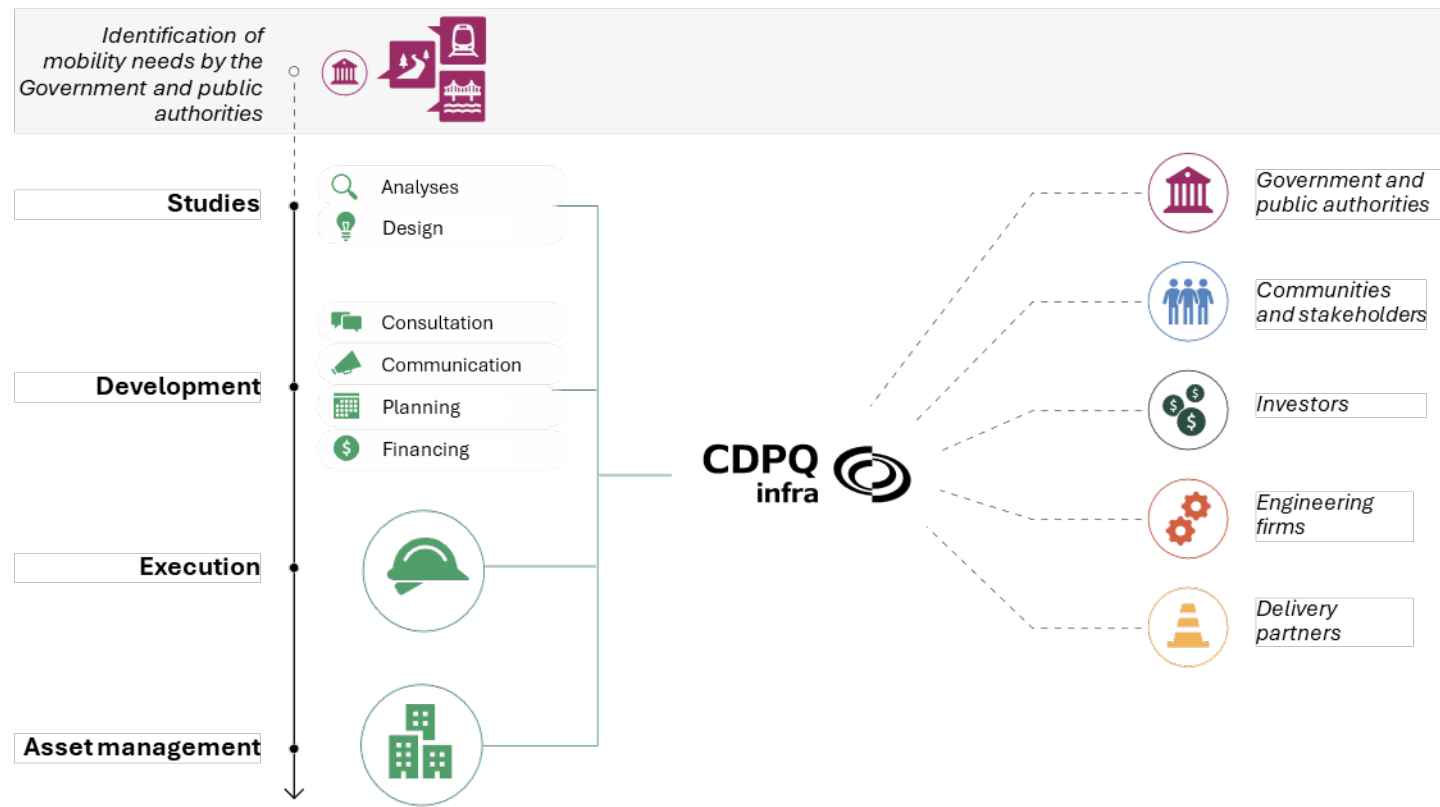 Identification of
mobility needs by the
Government and public
authorities
Studies
Analyses
Design
Development
Consultation
Communication
Planning
Financing
Execution
Asset management
CDPQ
infra
Government and
public authorities
Communities
and stakeholders
Investors
Engineering
firms
Delivery
partners